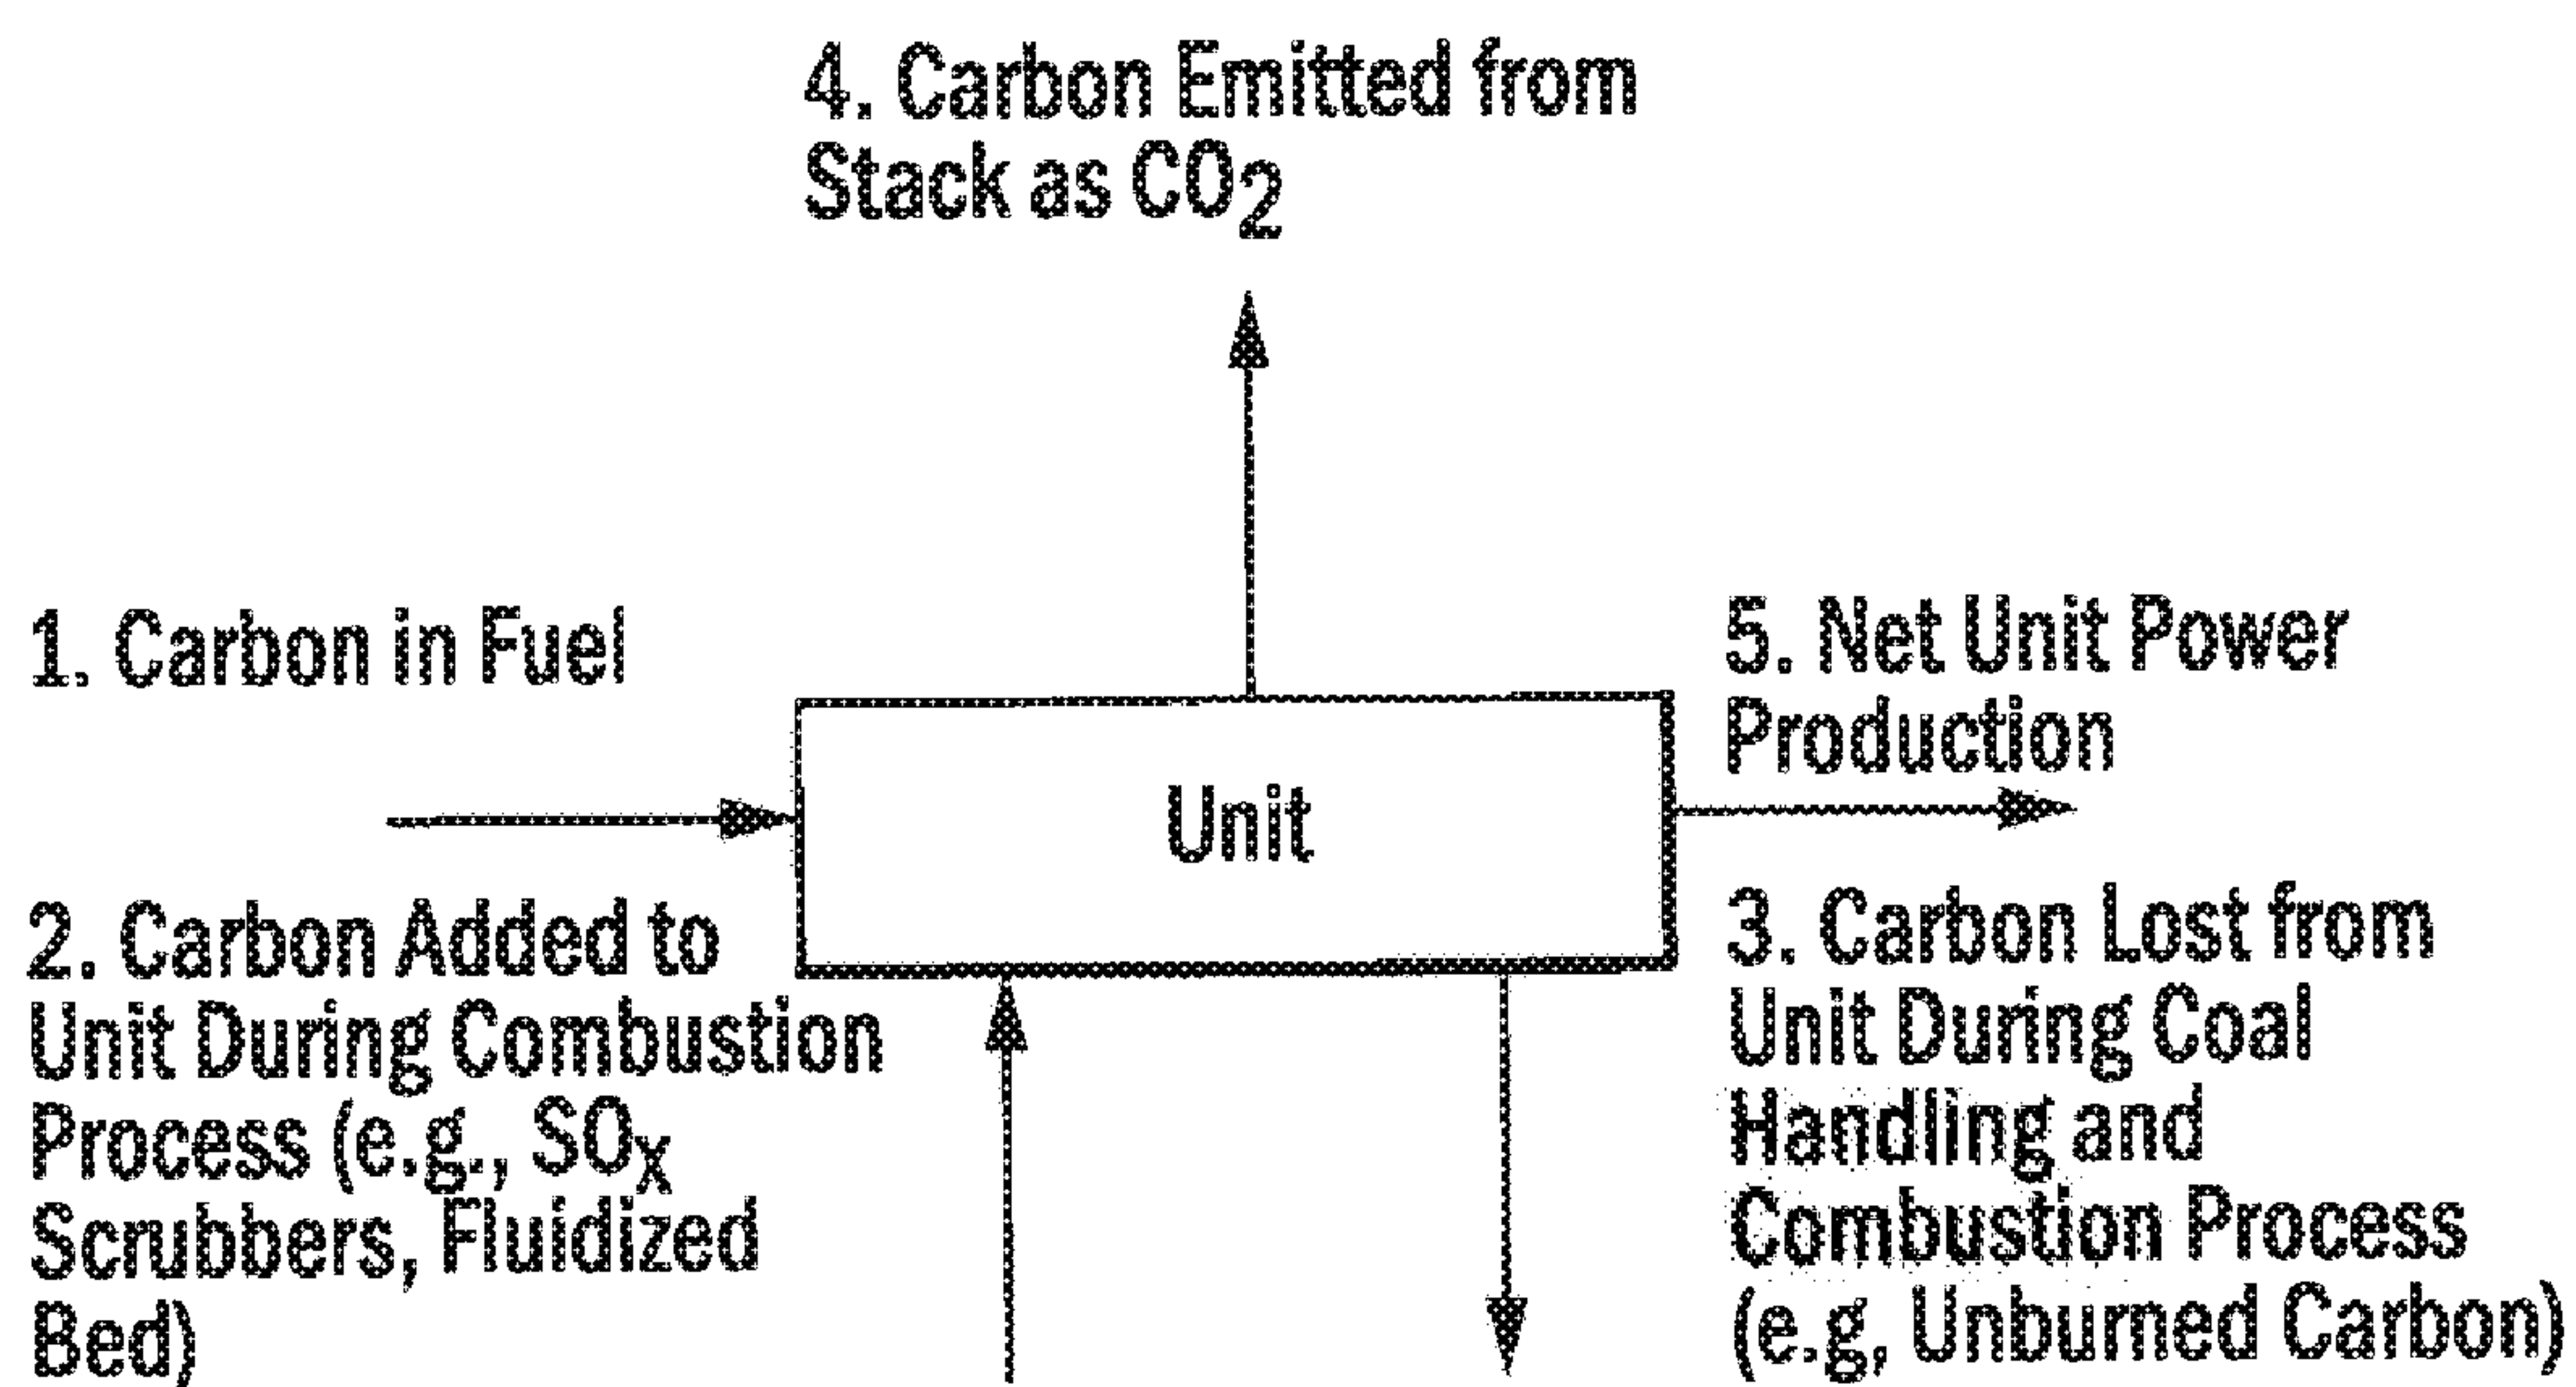 4. Carbon Emitted from
Stack as CO2
1. Carbon in Fuel
5. Net Unit Power
Production
Unit
2. Carbon Added to
Unit During Combustion
Process (e.g., SOx
Scrubbers, Fluidized
Bed)
3. Carbon Lost from
Unit During Coal
Handling and
Combustion Process
(e.g, Unburned Carbon)